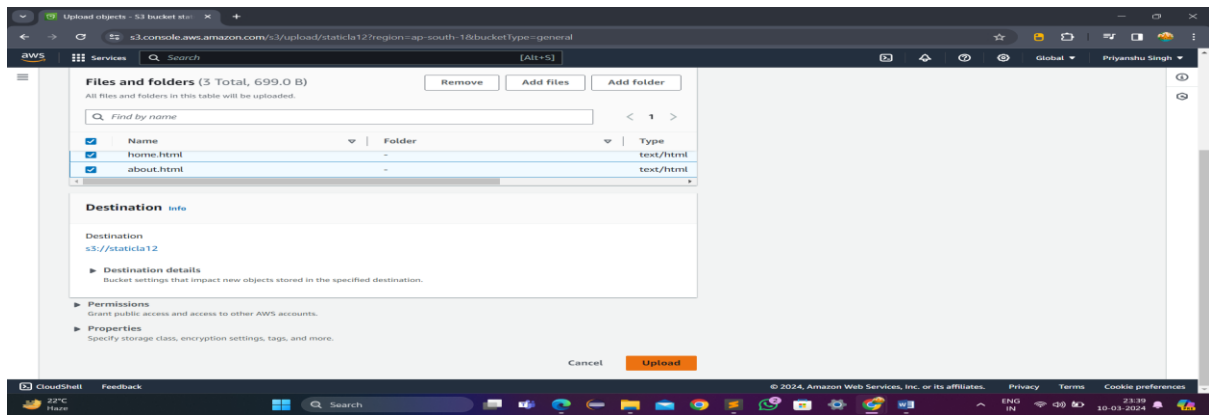 Upload objects - S3 bucket stat
s3.console.aws.amazon.com/s3/upload/staticla12?region=ap-south-1&bucketType=general
aws Services Search [Alt+S] Global Priyanshu Singh
Files and folders (3 Total, 699.0 B) Remove Add files Add folder
All files and folders in this table will be uploaded.
Find by name 1
Name Folder Type
home.html - text/html
about.html - text/html
Destination Info
Destination
s3://staticla12
Destination details
Bucket settings that impact new objects stored in the specified destination.
Permissions
Grant public access and access to other AWS accounts.
Properties
Specify storage class, encryption settings, tags, and more.
Cancel Upload
CloudShell Feedback © 2024, Amazon Web Services, Inc. or its affiliates. Privacy Terms Cookie preferences
22°C
Haze
Search
ENG
IN
23:39
10-03-2024